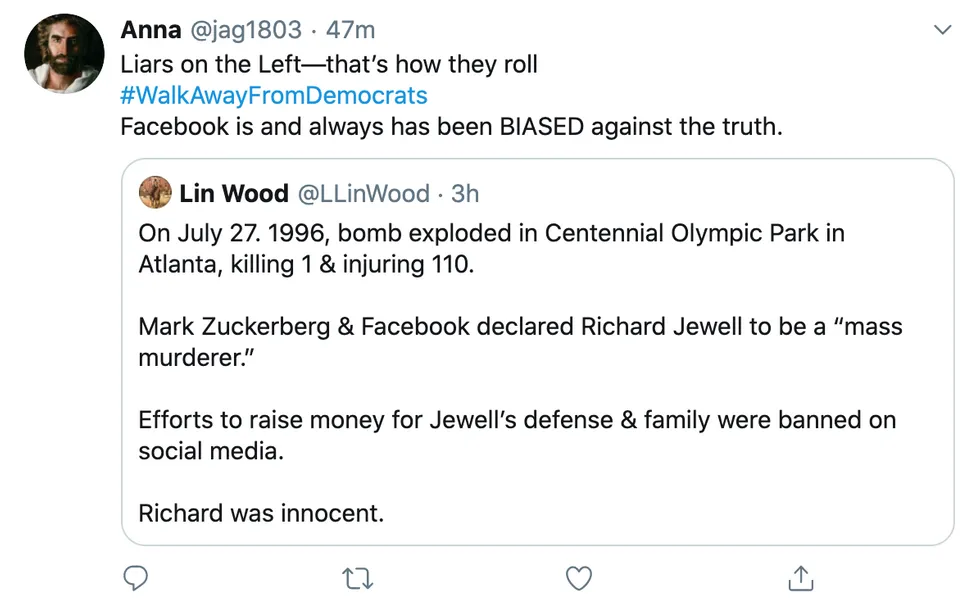 Anna @jag1803 · 47m
Liars on the Left—that’s how they roll
#WalkAwayFromDemocrats
Facebook is and always has been BIASED against the truth.
Lin Wood @LLinWood · 3h
On July 27. 1996, bomb exploded in Centennial Olympic Park in
Atlanta, killing 1 & injuring 110.
Mark Zuckerberg & Facebook declared Richard Jewell to be a “mass
murderer.”
Efforts to raise money for Jewell’s defense & family were banned on
social media.
Richard was innocent.